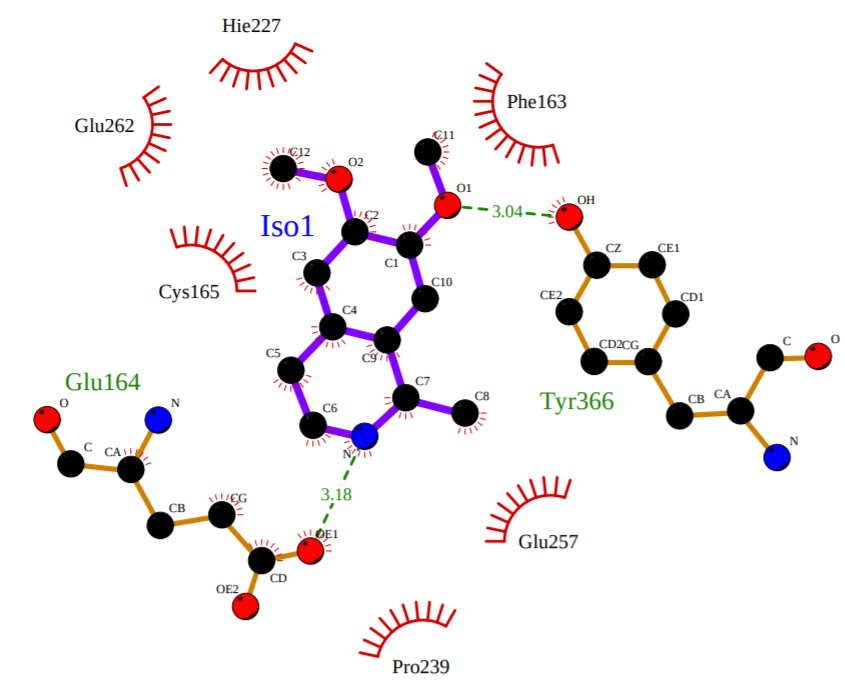 Hie227
Phe163
Glu262
C11
C12
O2
O1
3.04
OH
Iso1
C2
C1
CZ
CE1
C3
C10
Cys165
CE2
CD1
C4
C9
CD2
CG
C
O
C5
Glu164
C7
C8
Tyr366
CB
CA
O
N
C6
N
N
C
CA
3.18
CB
CG
OE1
Glu257
CD
OE2
Pro239